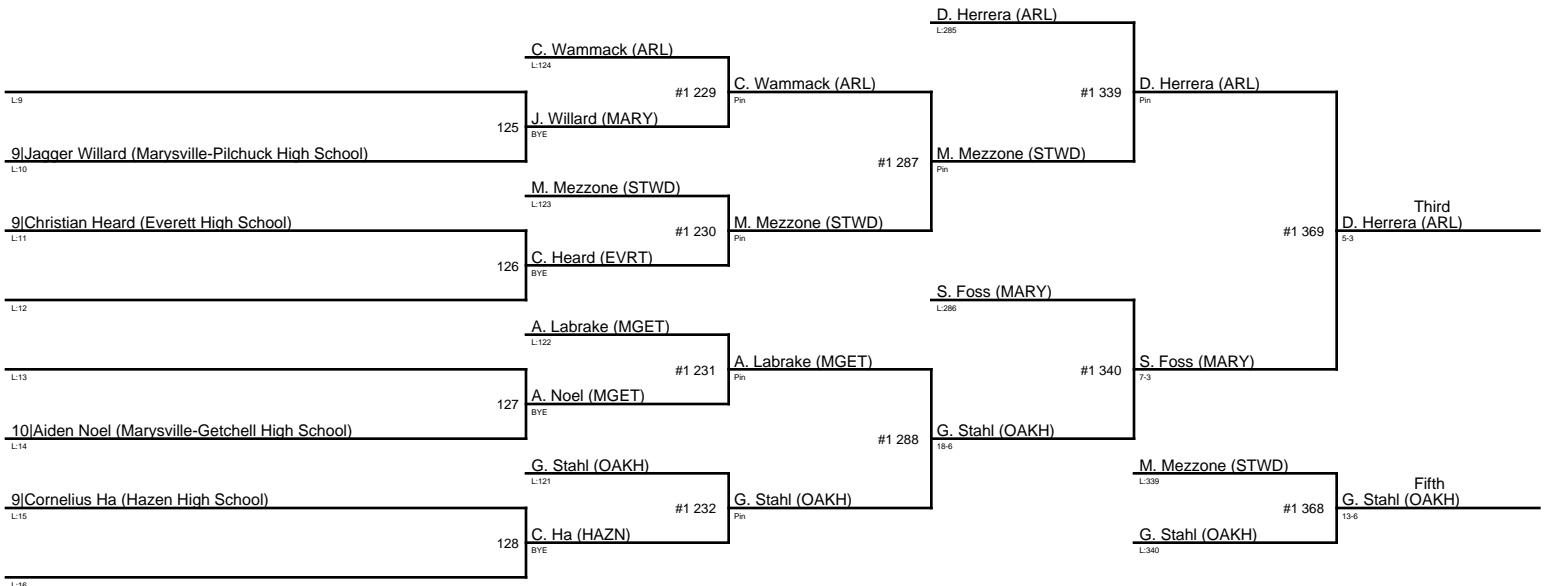 D. Herrera (ARL)
L:285
C. Wammack (ARL)
L:124
L:9
#1 229
C. Wammack (ARL)
Pin
#1 339
D. Herrera (ARL)
Pin
125
J. Willard (MARY)
BYE
9|Jagger Willard (Marysville-Pilchuck High School)
L:10
#1 287
M. Mezzone (STWD)
Pin
M. Mezzone (STWD)
L:123
9|Christian Heard (Everett High School)
L:11
#1 230
M. Mezzone (STWD)
Pin
#1 369
Third
D. Herrera (ARL)
5-3
126
C. Heard (EVRT)
BYE
L:12
S. Foss (MARY)
L:286
A. Labrake (MGET)
L:122
L:13
#1 231
A. Labrake (MGET)
Pin
#1 340
S. Foss (MARY)
7-3
127
A. Noel (MGET)
BYE
10|Aiden Noel (Marysville-Getchell High School)
L:14
#1 288
G. Stahl (OAKH)
18-6
G. Stahl (OAKH)
L:121
M. Mezzone (STWD)
L:339
9|Cornelius Ha (Hazen High School)
L:15
#1 232
G. Stahl (OAKH)
Pin
#1 368
Fifth
G. Stahl (OAKH)
13-6
128
C. Ha (HAZN)
BYE
G. Stahl (OAKH)
L:340
L:16